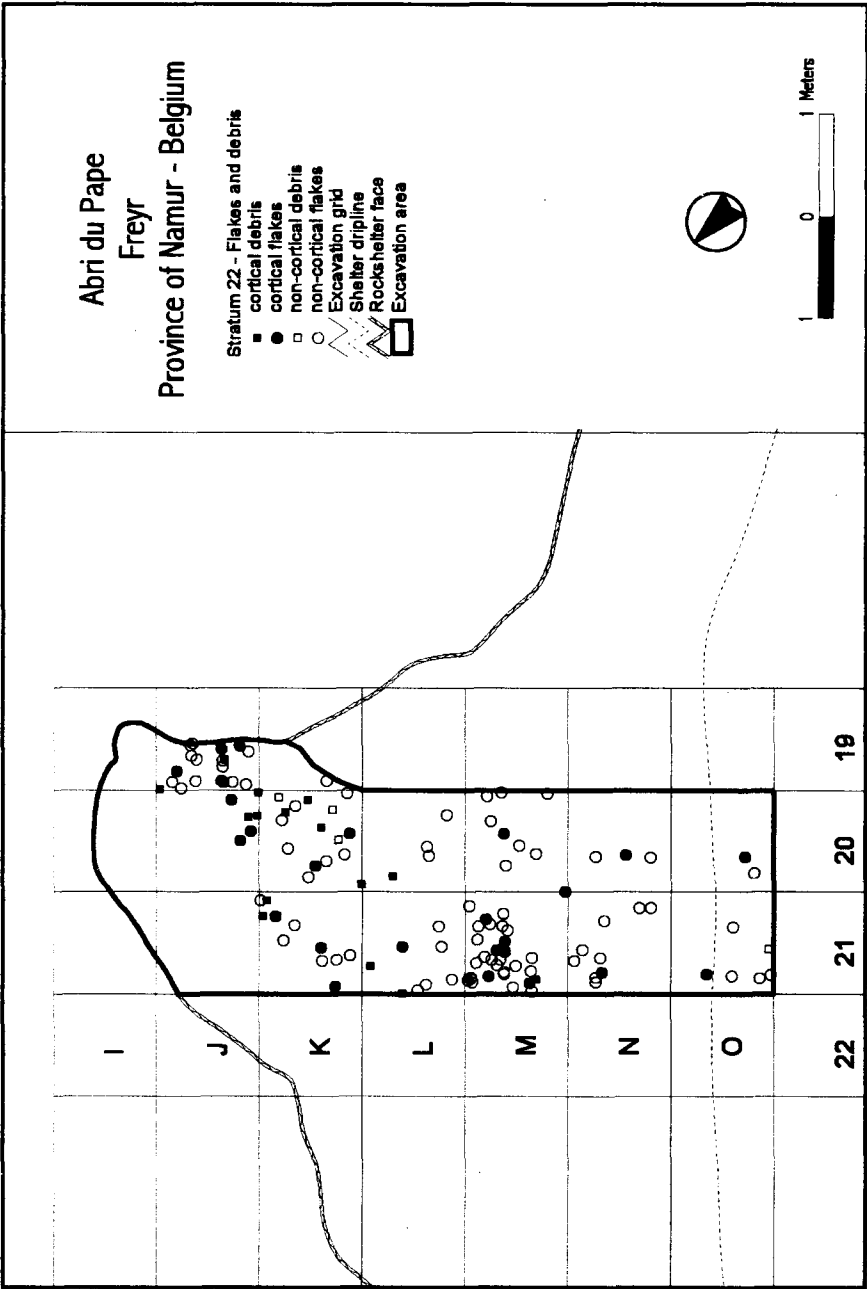 Abri du Pape
Freyr
Province of Namur - Belgium
Stratum 22 - Flakes and debris
cortical debris
cortical flakes
non-cortical debris
non-cortical flakes
Excavation grid
Shelter dripline
Rockshelter face
Excavation area
1 0 1 Meters
I
J
K
L
M
N
O
19
20
21
22